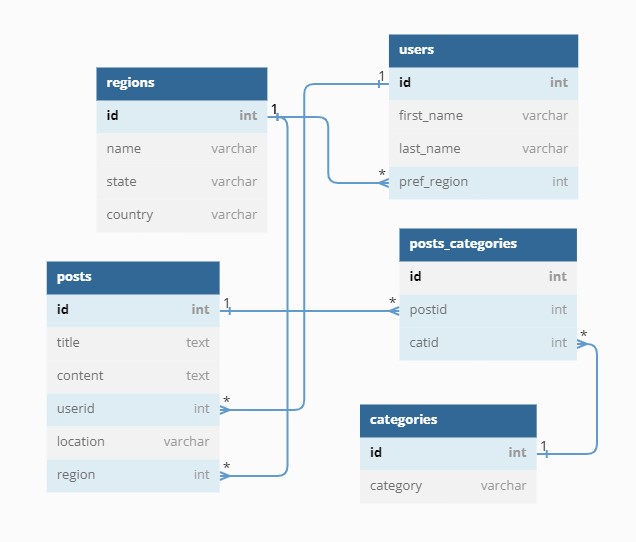 regions
id int
name varchar
state varchar
country varchar
1
users
1
id int
first_name varchar
last_name varchar
*
pref_region int
posts
id int
1
title text
content text
userid int
*
location varchar
region int
*
posts_categories
id int
*
postid int
catid int
*
categories
id int
1
category varchar